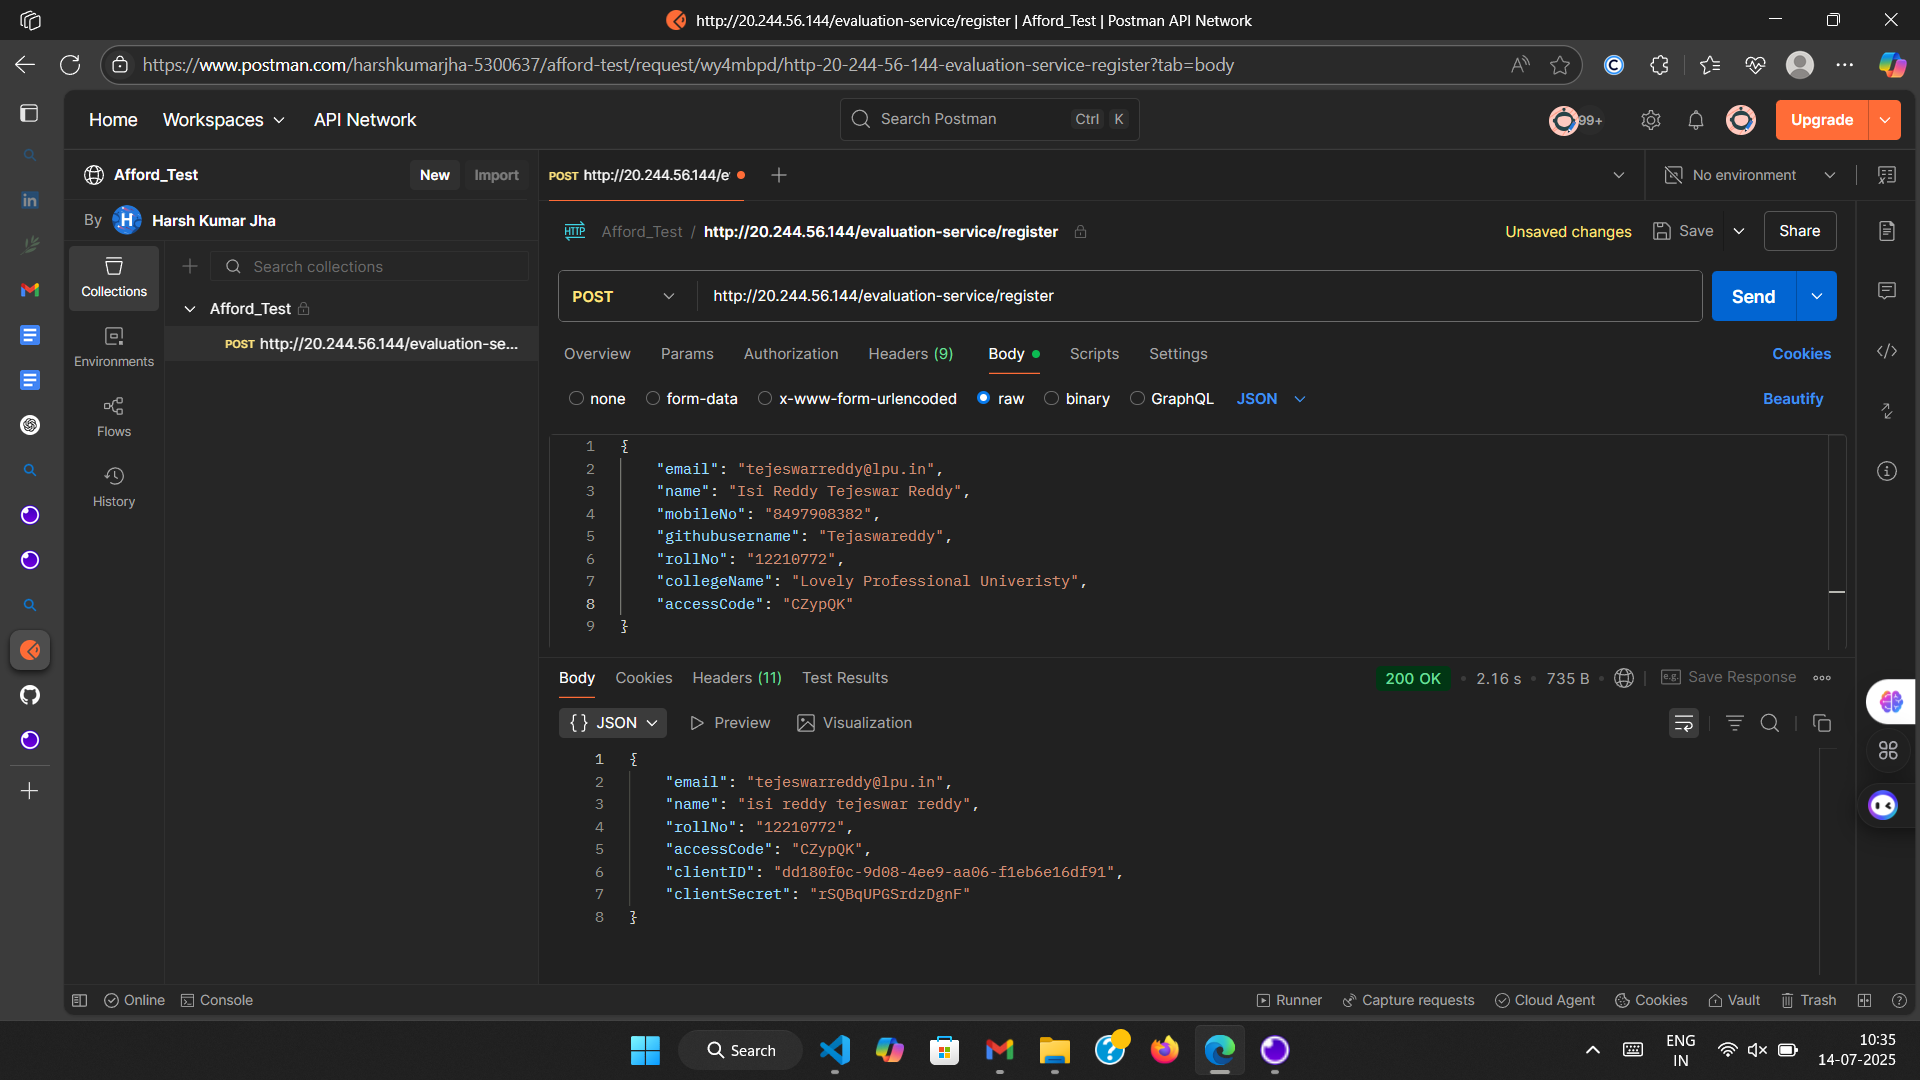 http://20.244.56.144/evaluation-service/register | Afford_Test | Postman API Network
https://www.postman.com/harshkumarjha-5300637/afford-test/request/wy4mbpd/http-20-244-56-144-evaluation-service-register?tab=body
Home Workspaces API Network Search Postman Ctrl K 99+ Upgrade
Afford_Test New Import
POST http://20.244.56.144/e
No environment
By H Harsh Kumar Jha
Afford_Test / http://20.244.56.144/evaluation-service/register
Unsaved changes Save Share
Collections
Search collections
Afford_Test
POST http://20.244.56.144/evaluation-se...
Environments
Flows
History
POST http://20.244.56.144/evaluation-service/register Send
Overview Params Authorization Headers (9) Body Scripts Settings Cookies
none form-data x-www-form-urlencoded raw binary GraphQL JSON Beautify
1 {
2 "email": "tejeswarreddy@lpu.in",
3 "name": "Isi Reddy Tejeswar Reddy",
4 "mobileNo": "8497908382",
5 "githubusername": "Tejaswareddy",
6 "rollNo": "12210772",
7 "collegeName": "Lovely Professional Univeristy",
8 "accessCode": "CZypQK"
9 }
Body Cookies Headers (11) Test Results 200 OK 2.16 s 735 B e.g. Save Response
{} JSON Preview Visualization
1 {
2 "email": "tejeswarreddy@lpu.in",
3 "name": "isi reddy tejeswar reddy",
4 "rollNo": "12210772",
5 "accessCode": "CZypQK",
6 "clientID": "dd180f0c-9d08-4ee9-aa06-f1eb6e16df91",
7 "clientSecret": "rSQBqUPGSrdzDgnF"
8 }
Online Console Runner Capture requests Cloud Agent Cookies Vault Trash
Search
ENG
IN
10:35
14-07-2025